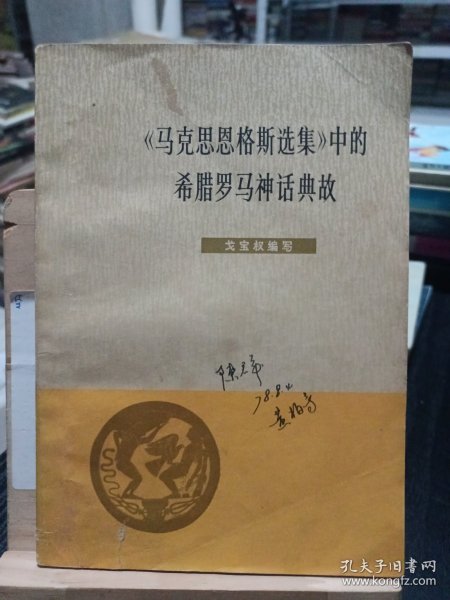 《马克思恩格斯选集》中的
希腊罗马神话典故
戈宝权编写
78.8.4
孔夫子旧书网
www.kongfz.com